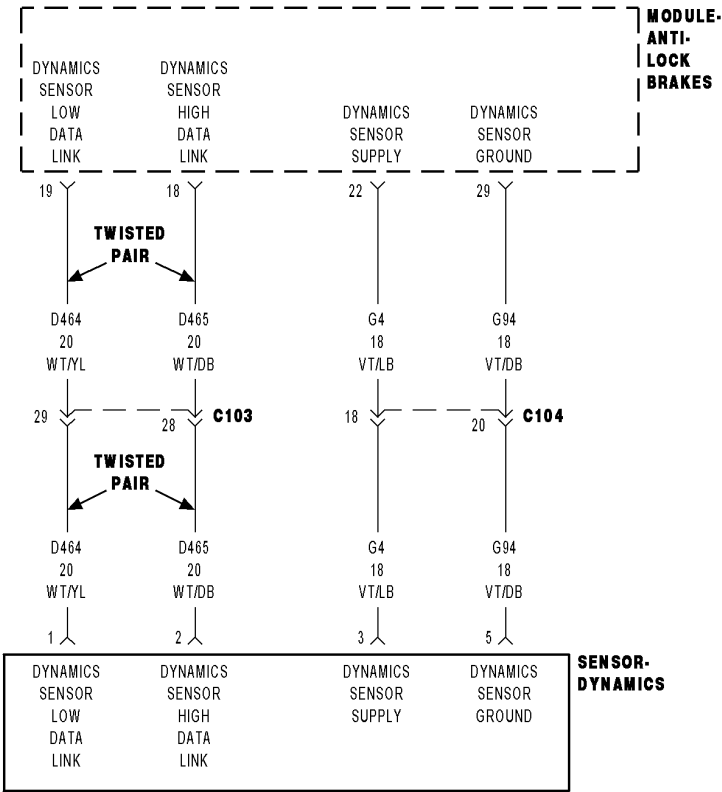 MODULE-
ANTI-
LOCK
BRAKES
DYNAMICS
SENSOR
LOW
DATA
LINK
DYNAMICS
SENSOR
HIGH
DATA
LINK
DYNAMICS
SENSOR
SUPPLY
DYNAMICS
SENSOR
GROUND
19 18 22 29
TWISTED
PAIR
D464 D465 G4 G94
20 20 18 18
WT/YL WT/DB VT/LB VT/DB
29 28 C103 18 20 C104
TWISTED
PAIR
D464 D465 G4 G94
20 20 18 18
WT/YL WT/DB VT/LB VT/DB
1 2 3 5
SENSOR-
DYNAMICS
DYNAMICS
SENSOR
LOW
DATA
LINK
DYNAMICS
SENSOR
HIGH
DATA
LINK
DYNAMICS
SENSOR
SUPPLY
DYNAMICS
SENSOR
GROUND